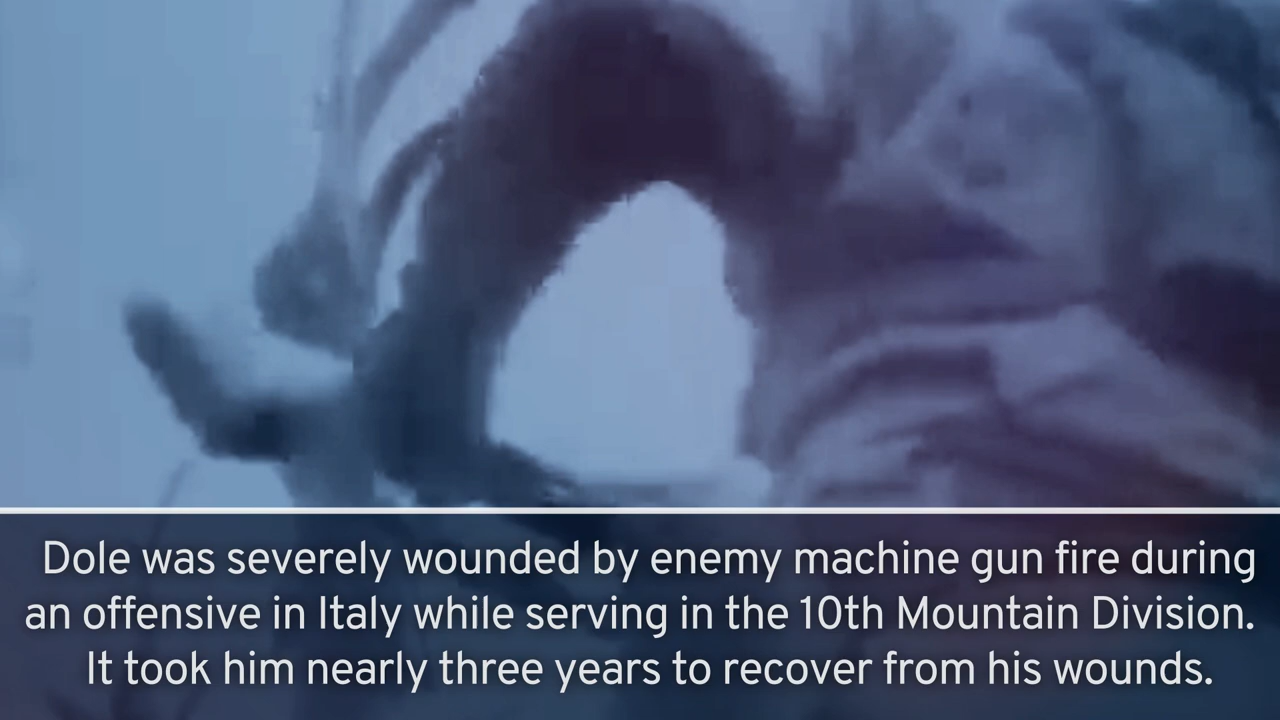 Dole was severely wounded by enemy machine gun fire during
an offensive in Italy while serving in the 10th Mountain Division.
It took him nearly three years to recover from his wounds.